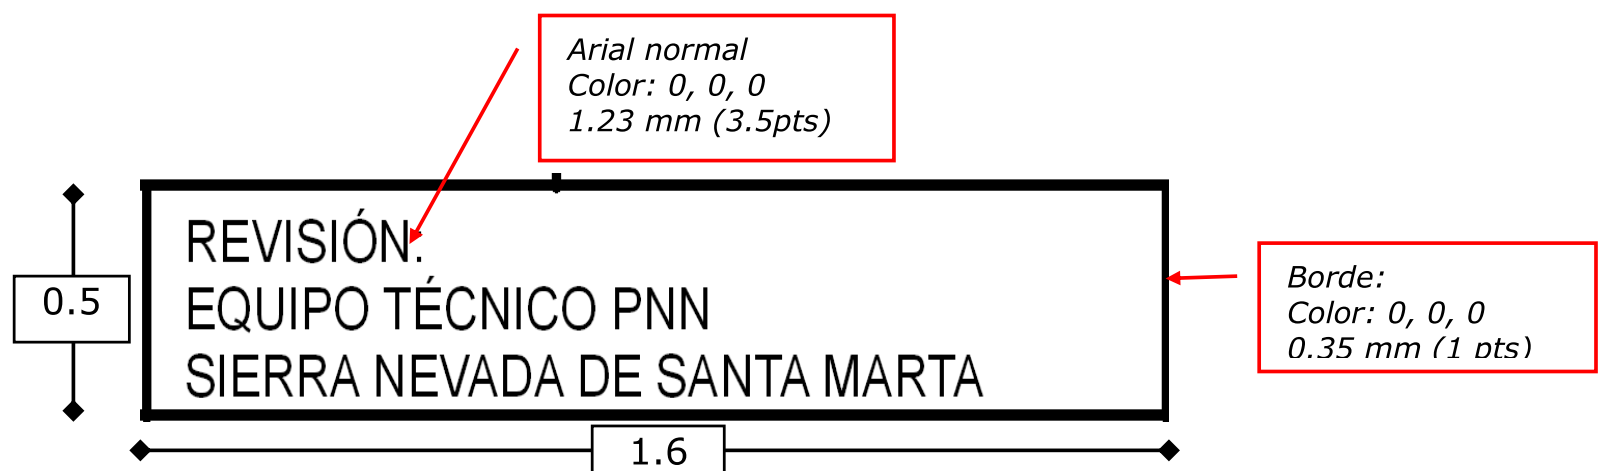 Arial normal
Color: 0, 0, 0
1.23 mm (3.5pts)
REVISIÓN:
EQUIPO TÉCNICO PNN
SIERRA NEVADA DE SANTA MARTA
0.5
Borde:
Color: 0, 0, 0
0.35 mm (1 pts)
1.6